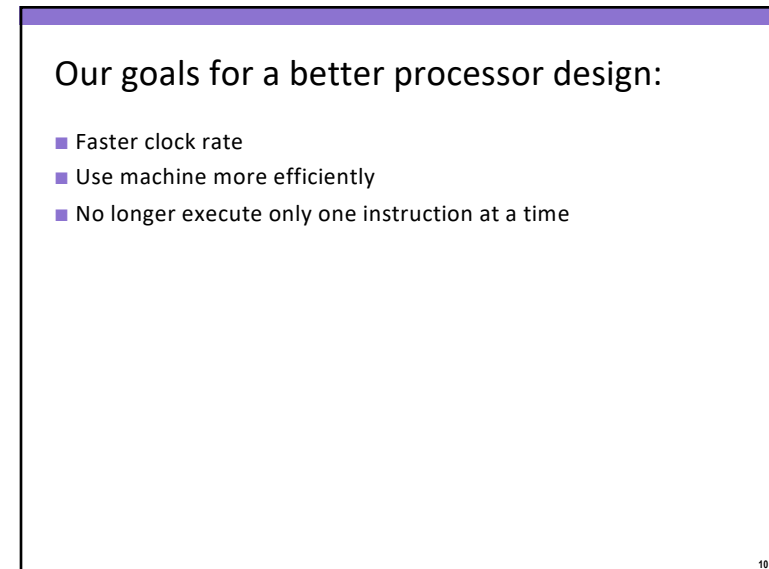 Our goals for a better processor design:
■ Faster clock rate
■ Use machine more efficiently
■ No longer execute only one instruction at a time
10